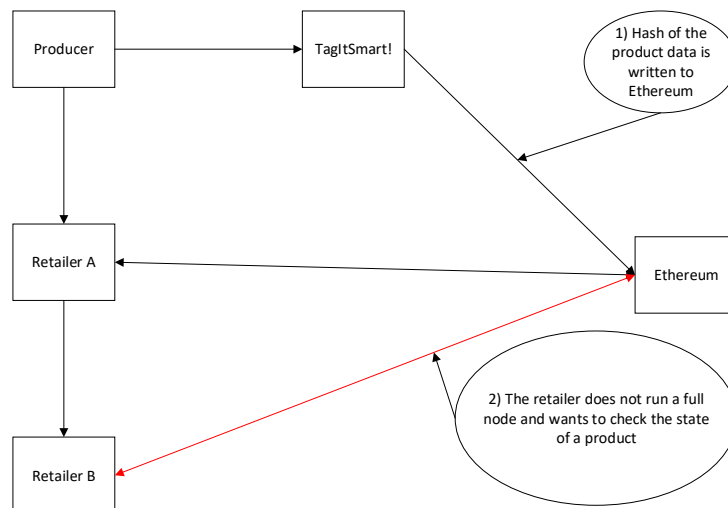 Producer
TagItSmart!
1) Hash of the
product data is
written to
Ethereum
Retailer A
Ethereum
2) The retailer does not run a full
node and wants to check the state
of a product
Retailer B